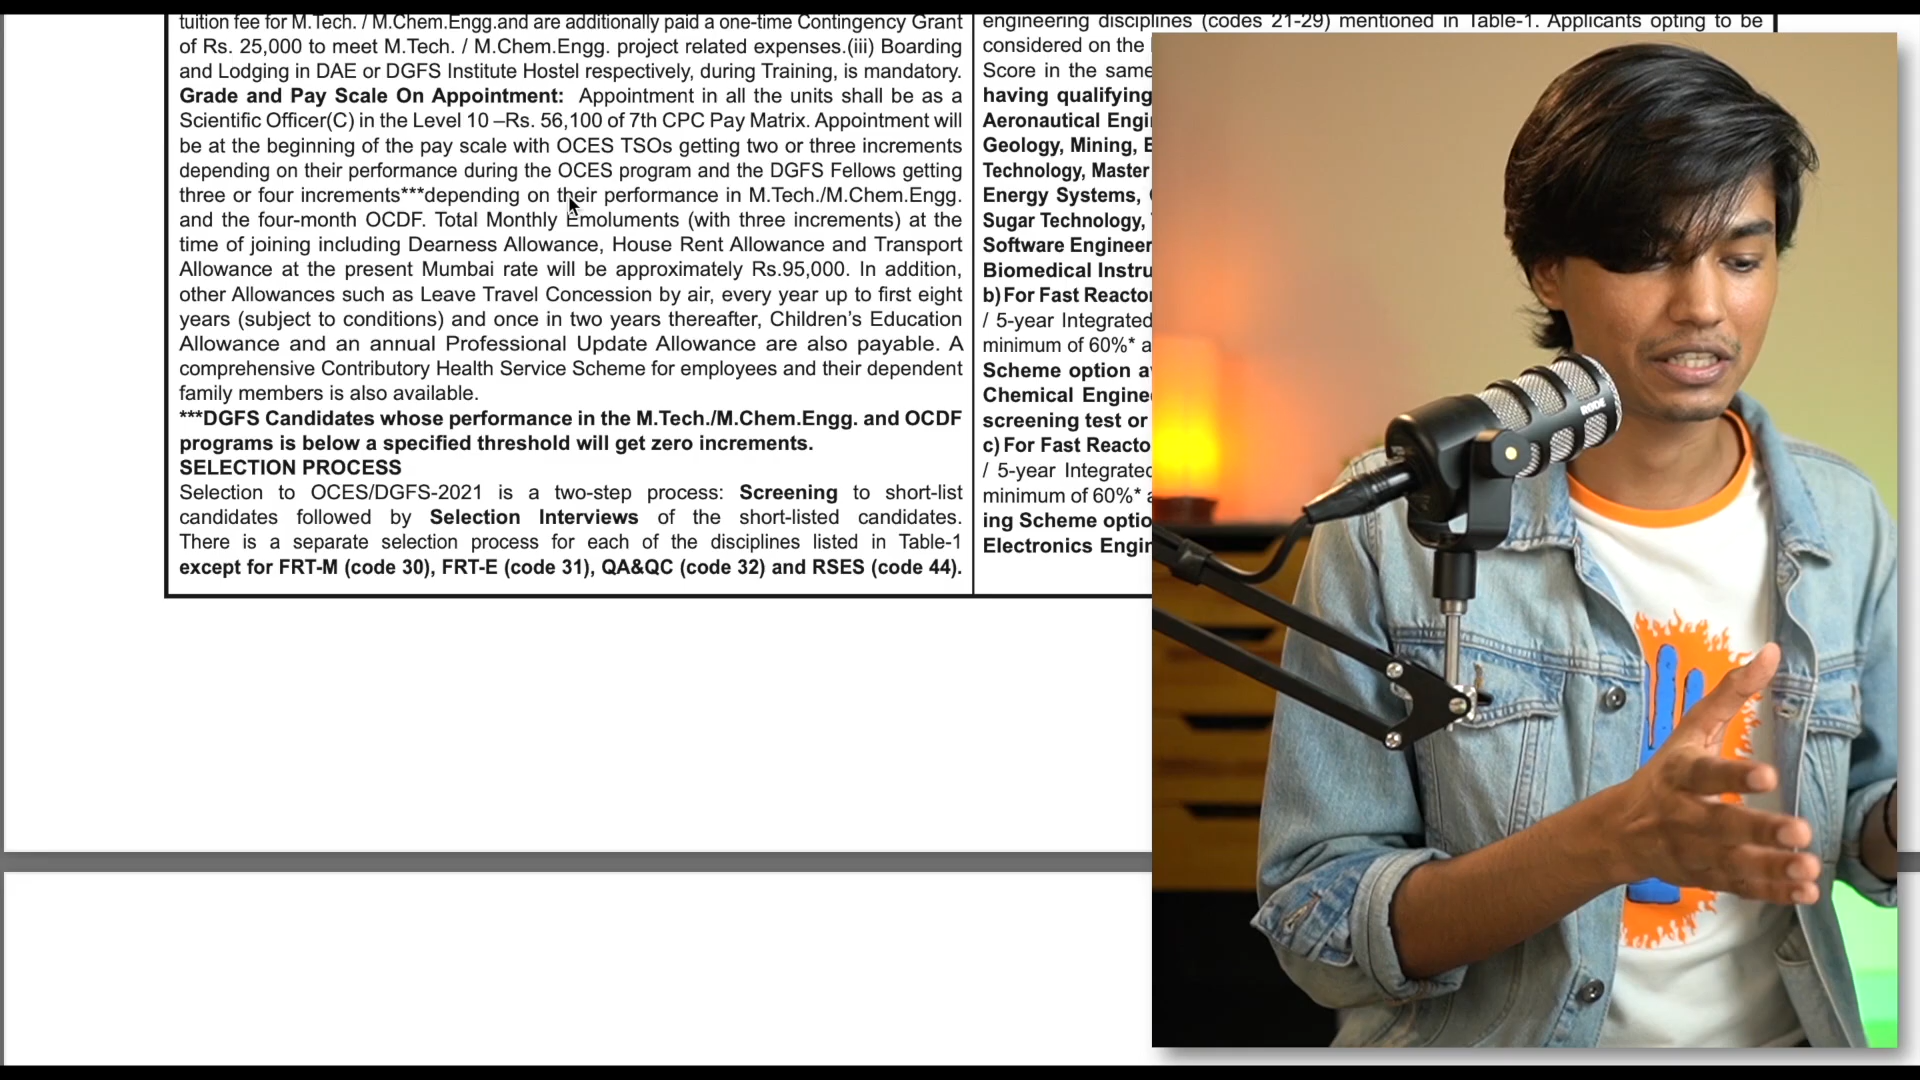 tuition fee for M.Tech. / M.Chem.Engg.and are additionally paid a one-time Contingency Grant
of Rs. 25,000 to meet M.Tech. / M.Chem.Engg. project related expenses.(iii) Boarding
and Lodging in DAE or DGFS Institute Hostel respectively, during Training, is mandatory.
Grade and Pay Scale On Appointment: Appointment in all the units shall be as a
Scientific Officer(C) in the Level 10 –Rs. 56,100 of 7th CPC Pay Matrix. Appointment will
be at the beginning of the pay scale with OCES TSOs getting two or three increments
depending on their performance during the OCES program and the DGFS Fellows getting
three or four increments***depending on their performance in M.Tech./M.Chem.Engg.
and the four-month OCDF. Total Monthly Emoluments (with three increments) at the
time of joining including Dearness Allowance, House Rent Allowance and Transport
Allowance at the present Mumbai rate will be approximately Rs.95,000. In addition,
other Allowances such as Leave Travel Concession by air, every year up to first eight
years (subject to conditions) and once in two years thereafter, Children’s Education
Allowance and an annual Professional Update Allowance are also payable. A
comprehensive Contributory Health Service Scheme for employees and their dependent
family members is also available.
***DGFS Candidates whose performance in the M.Tech./M.Chem.Engg. and OCDF
programs is below a specified threshold will get zero increments.
SELECTION PROCESS
Selection to OCES/DGFS-2021 is a two-step process: Screening to short-list
candidates followed by Selection Interviews of the short-listed candidates.
There is a separate selection process for each of the disciplines listed in Table-1
except for FRT-M (code 30), FRT-E (code 31), QA&QC (code 32) and RSES (code 44).
engineering disciplines (codes 21-29) mentioned in Table-1. Applicants opting to be
considered on the
Score in the same
having qualifying
Aeronautical Engi
Geology, Mining,
Technology, Master
Energy Systems,
Sugar Technology,
Software Engineer
Biomedical Instru
b)For Fast Reactor
/ 5-year Integrated
minimum of 60%* a
Scheme option av
Chemical Enginee
screening test or
c)For Fast Reacto
/ 5-year Integrated
minimum of 60%*
ing Scheme optio
Electronics Engin
RODE